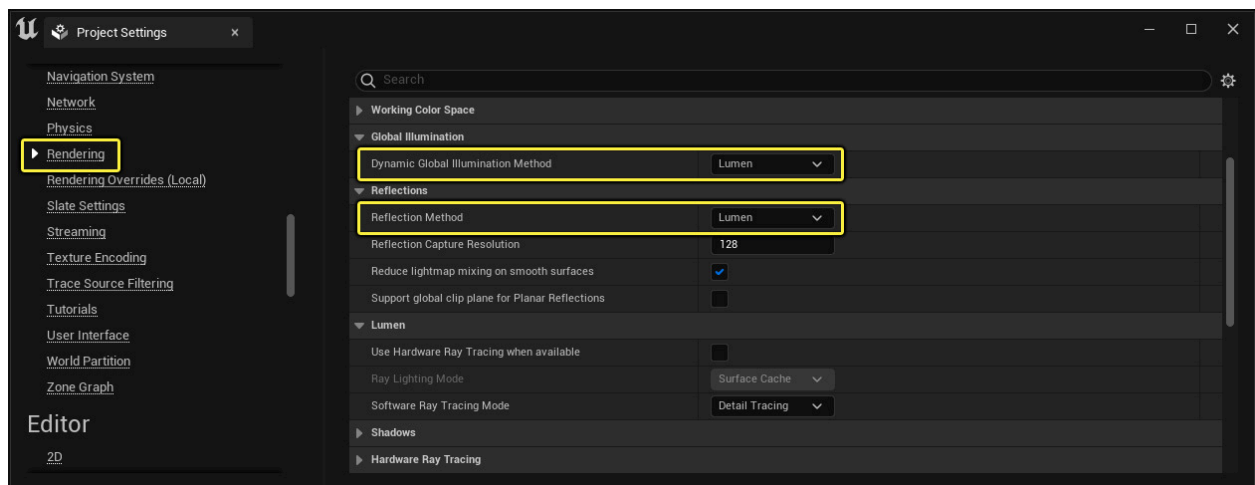 Project Settings
Navigation System
Network
Physics
Rendering
Rendering Overrides (Local)
Slate Settings
Streaming
Texture Encoding
Trace Source Filtering
Tutorials
User Interface
World Partition
Zone Graph
Editor
2D
Search
Working Color Space
Global Illumination
Dynamic Global Illumination Method Lumen
Reflections
Reflection Method Lumen
Reflection Capture Resolution 128
Reduce lightmap mixing on smooth surfaces
Support global clip plane for Planar Reflections
Lumen
Use Hardware Ray Tracing when available
Ray Lighting Mode Surface Cache
Software Ray Tracing Mode Detail Tracing
Shadows
Hardware Ray Tracing